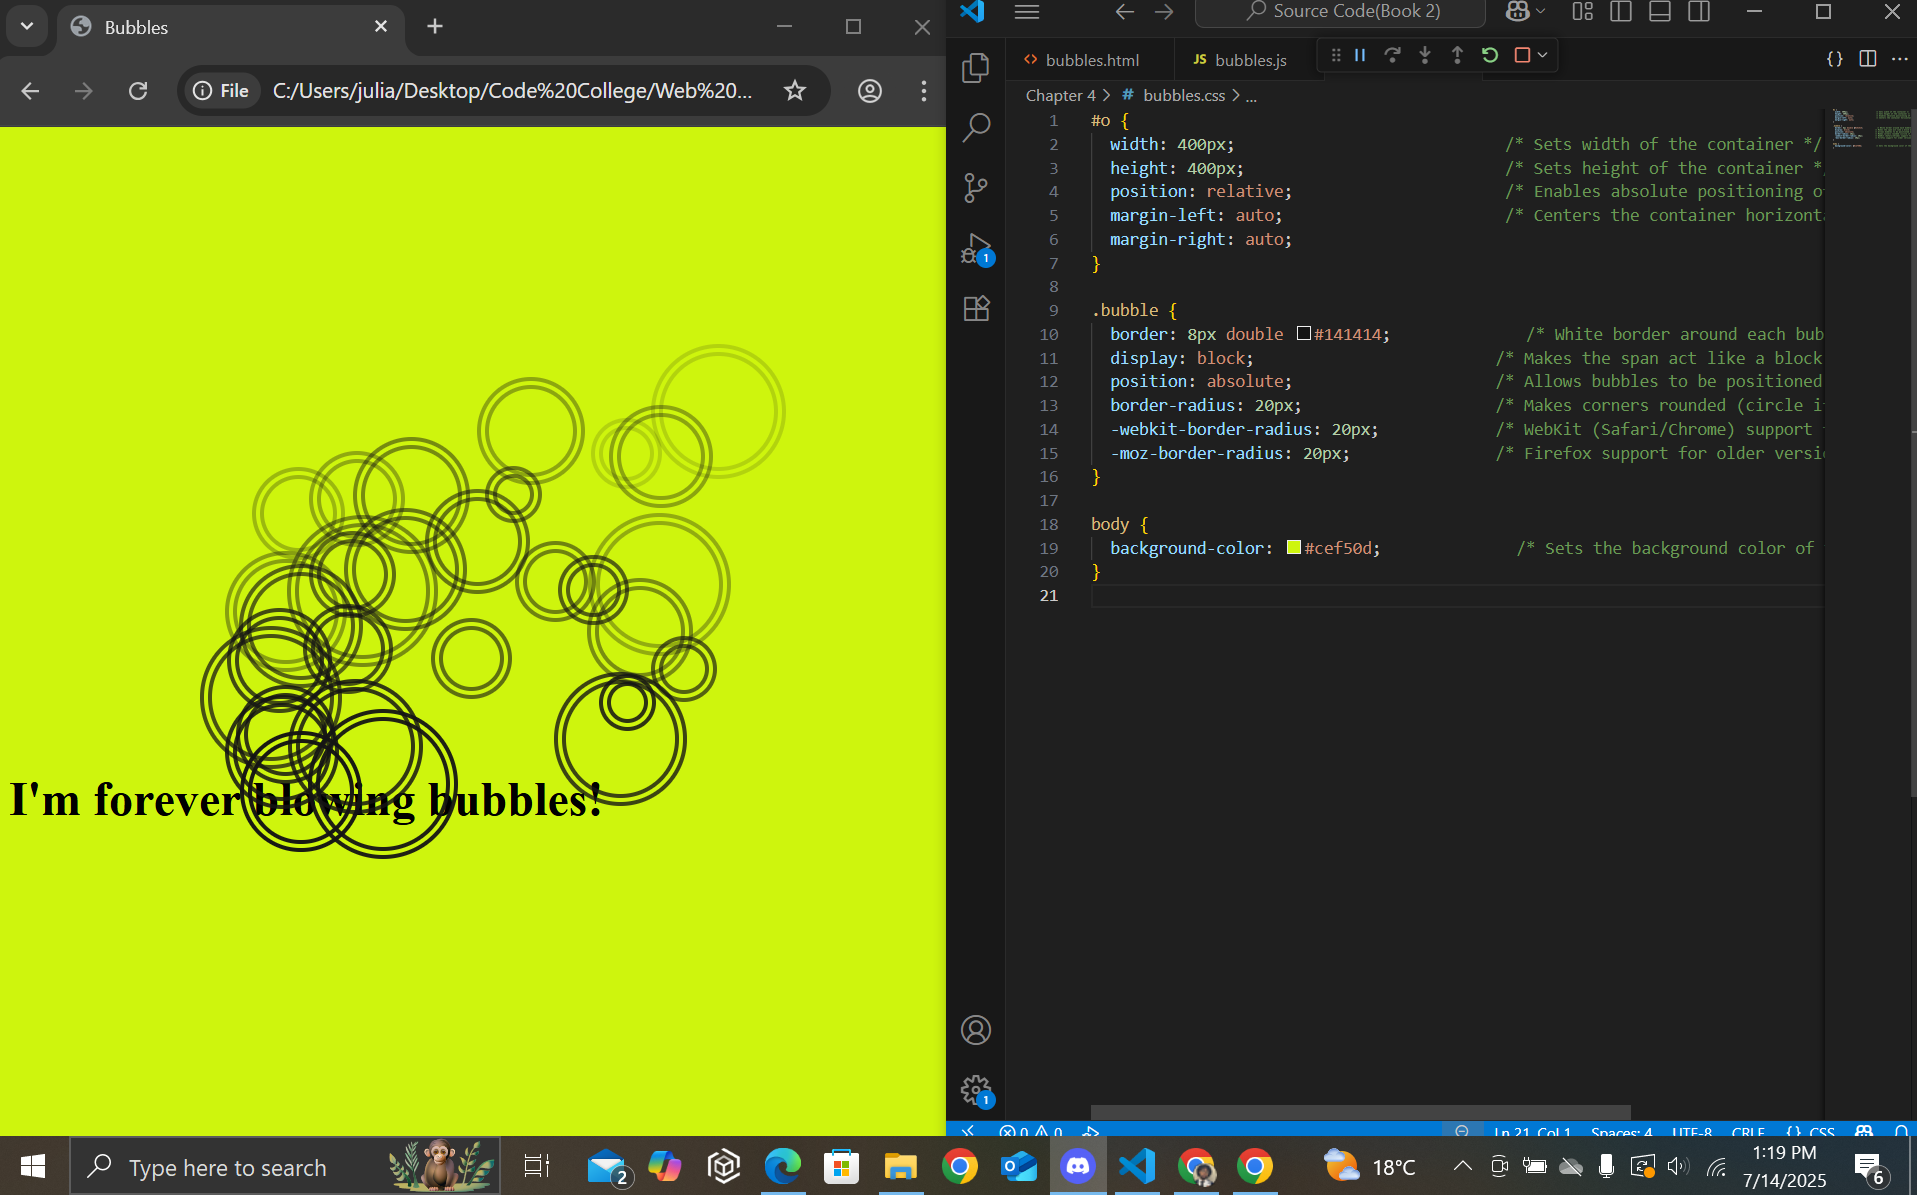 Bubbles
File C:/Users/julia/Desktop/Code%20College/Web%20...
I'm forever blowing bubbles!
Source Code(Book 2)
bubbles.html JS bubbles.js
Chapter 4 > # bubbles.css > ...
1 #o {
2 width: 400px; /* Sets width of the container */
3 height: 400px; /* Sets height of the container *
4 position: relative; /* Enables absolute positioning
5 margin-left: auto; /* Centers the container
6 margin-right: auto;
7 }
8
9 .bubble {
10 border: 8px double #141414; /* White border around each
11 display: block; /* Makes the span act like a block
12 position: absolute; /* Allows bubbles to be positioned
13 border-radius: 20px; /* Makes corners rounded (circle
14 -webkit-border-radius: 20px; /* WebKit (Safari/Chrome) support
15 -moz-border-radius: 20px; /* Firefox support for older
16 }
17
18 body {
19 background-color: #cef50d; /* Sets the background color of
20 }
21
1
1
0 0 Ln 21, Col 1 Spaces: 4 UTF-8 CRLF {} CSS
Type here to search
2
18°C
1:19 PM
7/14/2025
6